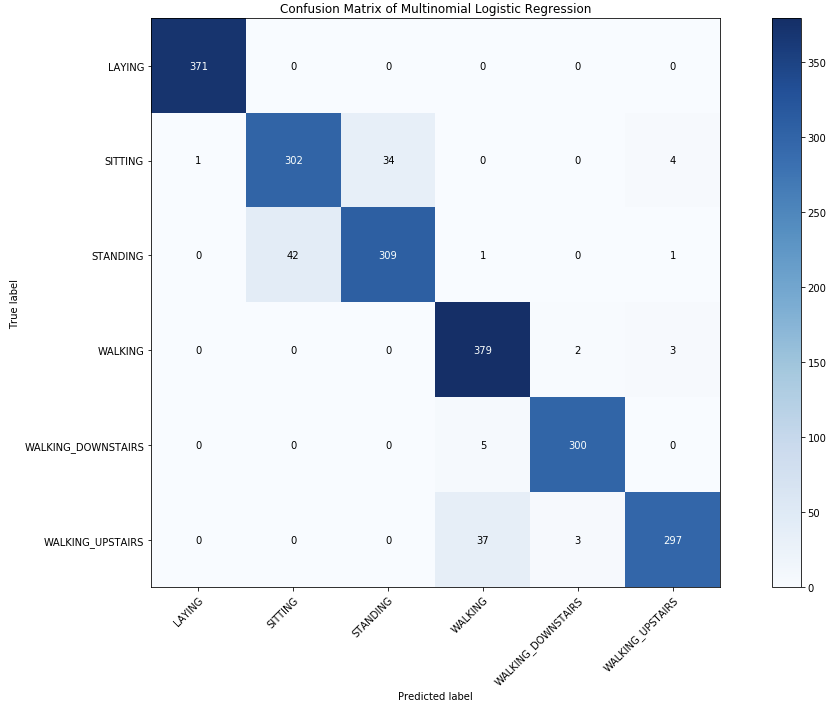 Confusion Matrix of Multinomial Logistic Regression
LAYING 371 0 0 0 0 0
SITTING 1 302 34 0 0 4
STANDING 0 42 309 1 0 1
WALKING 0 0 0 379 2 3
WALKING_DOWNSTAIRS 0 0 0 5 300 0
WALKING_UPSTAIRS 0 0 0 37 3 297
True label
LAYING SITTING STANDING WALKING WALKING_DOWNSTAIRS WALKING_UPSTAIRS
Predicted label
350
300
250
200
150
100
50
0